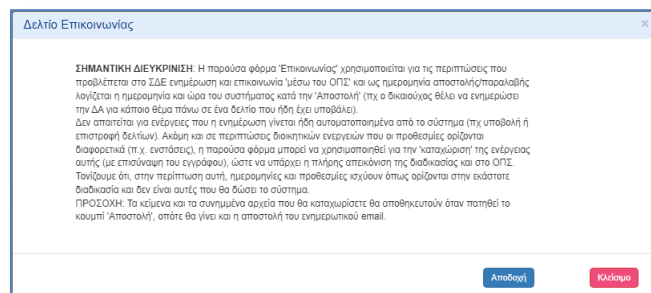 Δελτίο Επικοινωνίας
×
ΣΗΜΑΝΤΙΚΗ ΔΙΕΥΚΡΙΝΙΣΗ: Η παρούσα φόρμα 'Επικοινωνίας' χρησιμοποιείται για τις περιπτώσεις που
προβλέπεται στο ΣΔΕ ενημέρωση και επικοινωνία 'μέσω του ΟΠΣ' και ως ημερομηνία αποστολής/παραλαβής
λογίζεται η ημερομηνία και ώρα του συστήματος κατά την 'Αποστολή' (πχ ο δικαιούχος θέλει να ενημερώσει
την ΔΑ για κάποιο θέμα πάνω σε ένα δελτίο που ήδη έχει υποβάλει).
Δεν απαιτείται για ενέργειες που η ενημέρωση γίνεται ήδη αυτοματοποιημένα από το σύστημα (πχ υποβολή ή
επιστροφή δελτίων). Ακόμη και σε περιπτώσεις διοικητικών ενεργειών που οι προθεσμίες ορίζονται
διαφορετικά (π.χ. ενστάσεις), η παρούσα φόρμα μπορεί να χρησιμοποιηθεί για την 'καταχώριση' της ενέργειας
αυτής (με επισύναψη του εγγράφου), ώστε να υπάρχει η πλήρης απεικόνιση της διαδικασίας και στο ΟΠΣ.
Τονίζουμε ότι, στην περίπτωση αυτή, ημερομηνίες και προθεσμίες ισχύουν όπως ορίζονται στην εκάστοτε
διαδικασία και δεν είναι αυτές που θα δώσει το σύστημα.
ΠΡΟΣΟΧΗ: Τα κείμενα και τα συνημμένα αρχεία που θα καταχωρίσετε θα αποθηκευτούν όταν πατηθεί το
κουμπί 'Αποστολή', οπότε θα γίνει και η αποστολή του ενημερωτικού email.
Αποδοχή Κλείσιμο